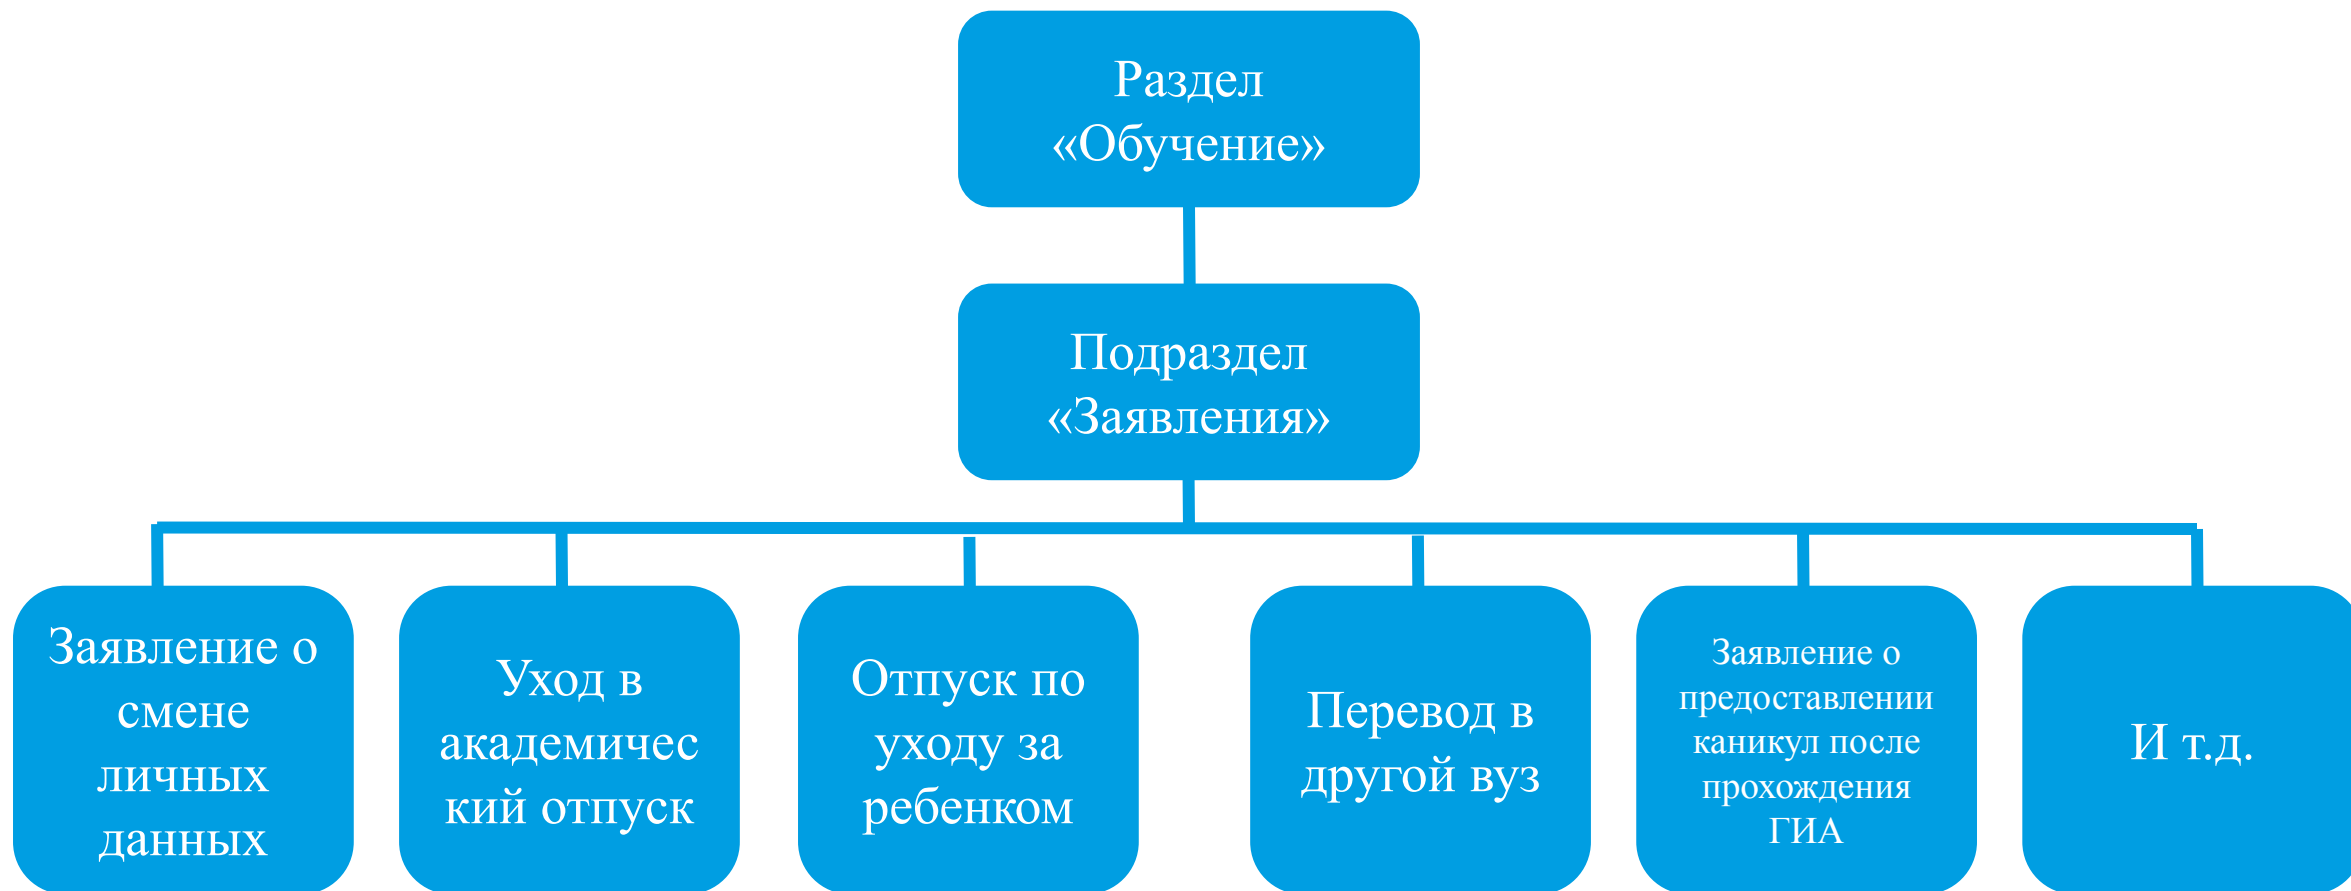 Раздел
«Обучение»
Подраздел
«Заявления»
Заявление о
смене
личных
данных
Уход в
академичес
кий отпуск
Отпуск по
уходу за
ребенком
Перевод в
другой вуз
Заявление о
предоставлении
каникул после
прохождения
ГИА
И т.д.